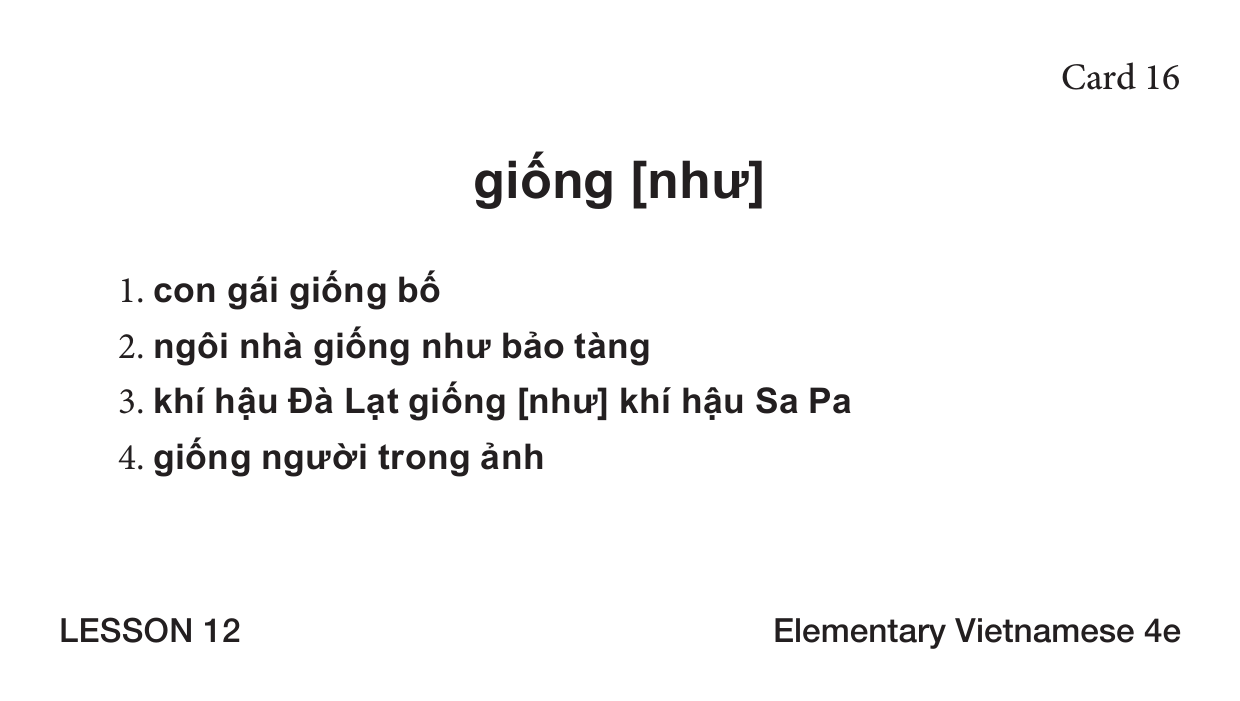 Card 16
giống [như]
1. con gái giống bố
2. ngôi nhà giống như bảo tàng
3. khí hậu Đà Lạt giống [như] khí hậu Sa Pa
4. giống người trong ảnh
LESSON 12
Elementary Vietnamese 4e